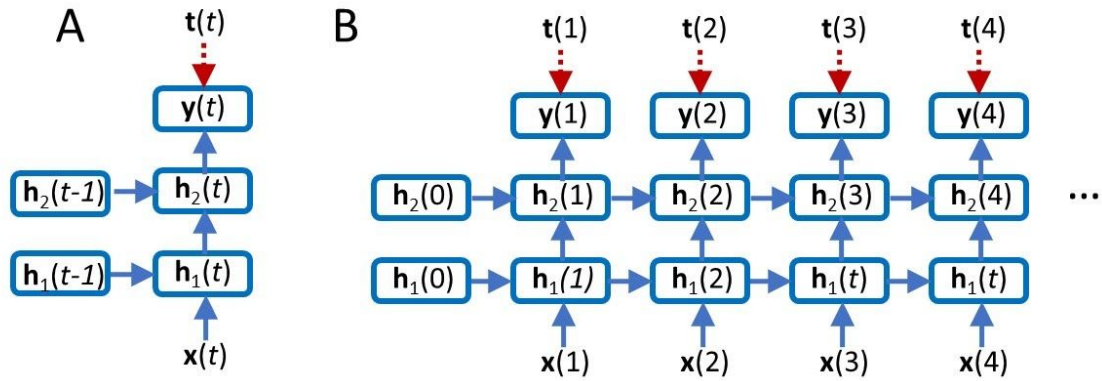 A
t(t)
y(t)
h₂(t-1) h₂(t)
h₁(t-1) h₁(t)
x(t)
B
t(1) t(2) t(3) t(4)
y(1) y(2) y(3) y(4)
h₂(0) h₂(1) h₂(2) h₂(3) h₂(4) ...
h₁(0) h₁(1) h₁(2) h₁(t) h₁(t)
x(1) x(2) x(3) x(4)